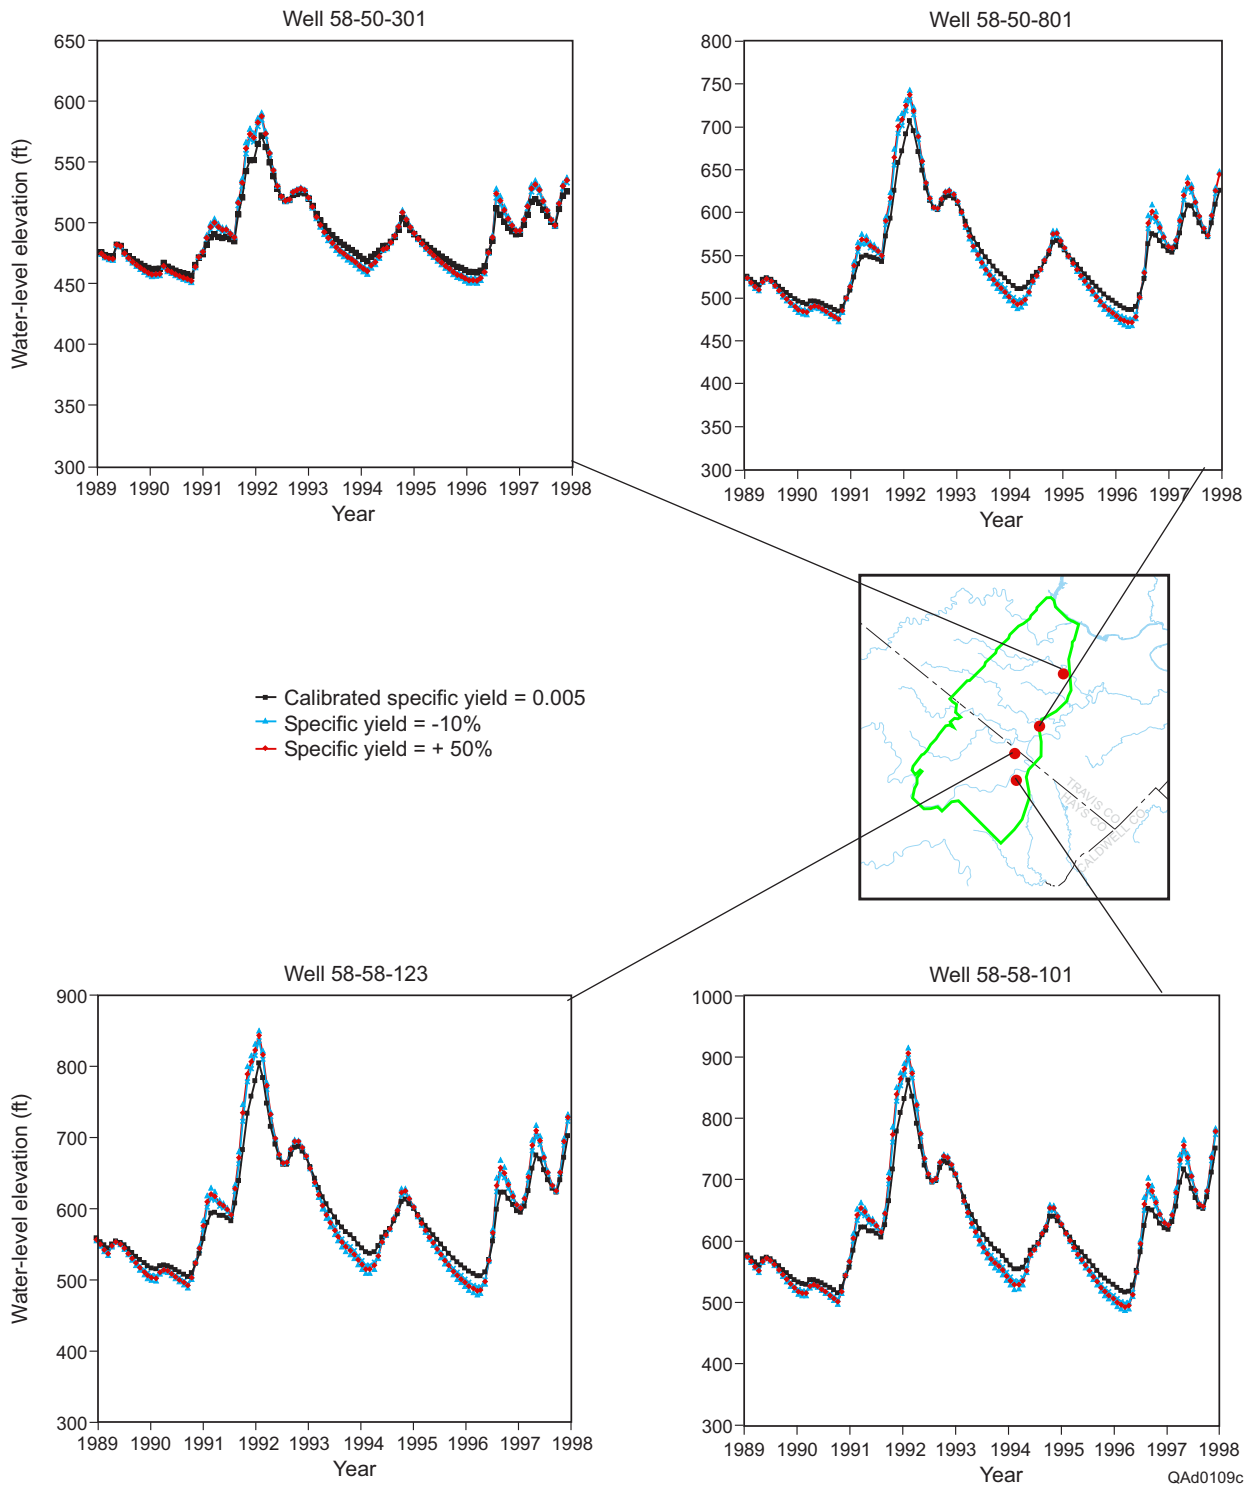 Well 58-50-301
Well 58-50-801
Water-level elevation (ft)
650
600
550
500
450
400
350
300
1989 1990 1991 1992 1993 1994 1995 1996 1997 1998
Year
800
750
700
650
600
550
500
450
400
350
300
1989 1990 1991 1992 1993 1994 1995 1996 1997 1998
Year
Calibrated specific yield = 0.005
Specific yield = -10%
Specific yield = + 50%
TRAVIS CO
HAYS CO
CALDWELL CO
Well 58-58-123
Well 58-58-101
Water-level elevation (ft)
900
800
700
600
500
400
300
1989 1990 1991 1992 1993 1994 1995 1996 1997 1998
Year
1000
900
800
700
600
500
400
300
1989 1990 1991 1992 1993 1994 1995 1996 1997 1998
Year
QAd0109c